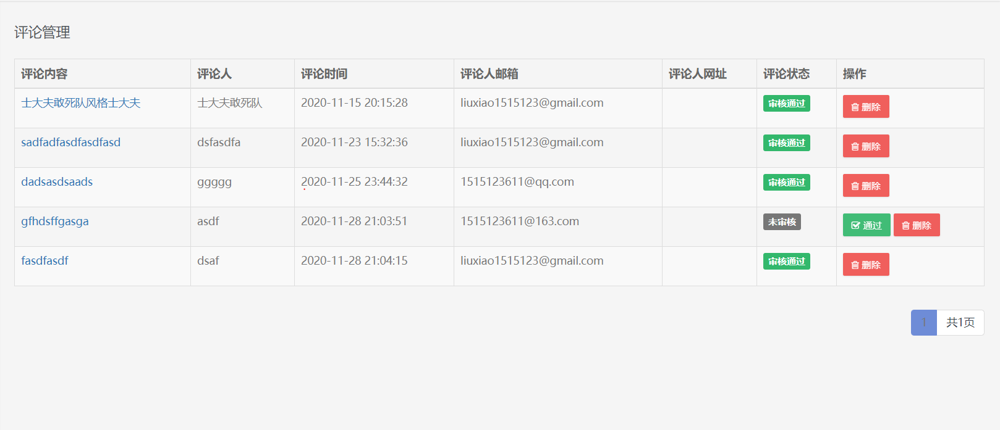 评论管理
评论内容 评论人 评论时间 评论人邮箱 评论人网址 评论状态 操作
士大夫敢死队风格士大夫 士大夫敢死队 2020-11-15 20:15:28 liuxiao1515123@gmail.com 审核通过 删除
sadfadfasdfasdfasd dsfasdfa 2020-11-23 15:32:36 liuxiao1515123@gmail.com 审核通过 删除
dadsasdsaads ggggg 2020-11-25 23:44:32 1515123611@qq.com 审核通过 删除
gfhdsffgasga asdf 2020-11-28 21:03:51 1515123611@163.com 未审核 通过 删除
fasdfasdf dsaf 2020-11-28 21:04:15 liuxiao1515123@gmail.com 审核通过 删除
1 共1页